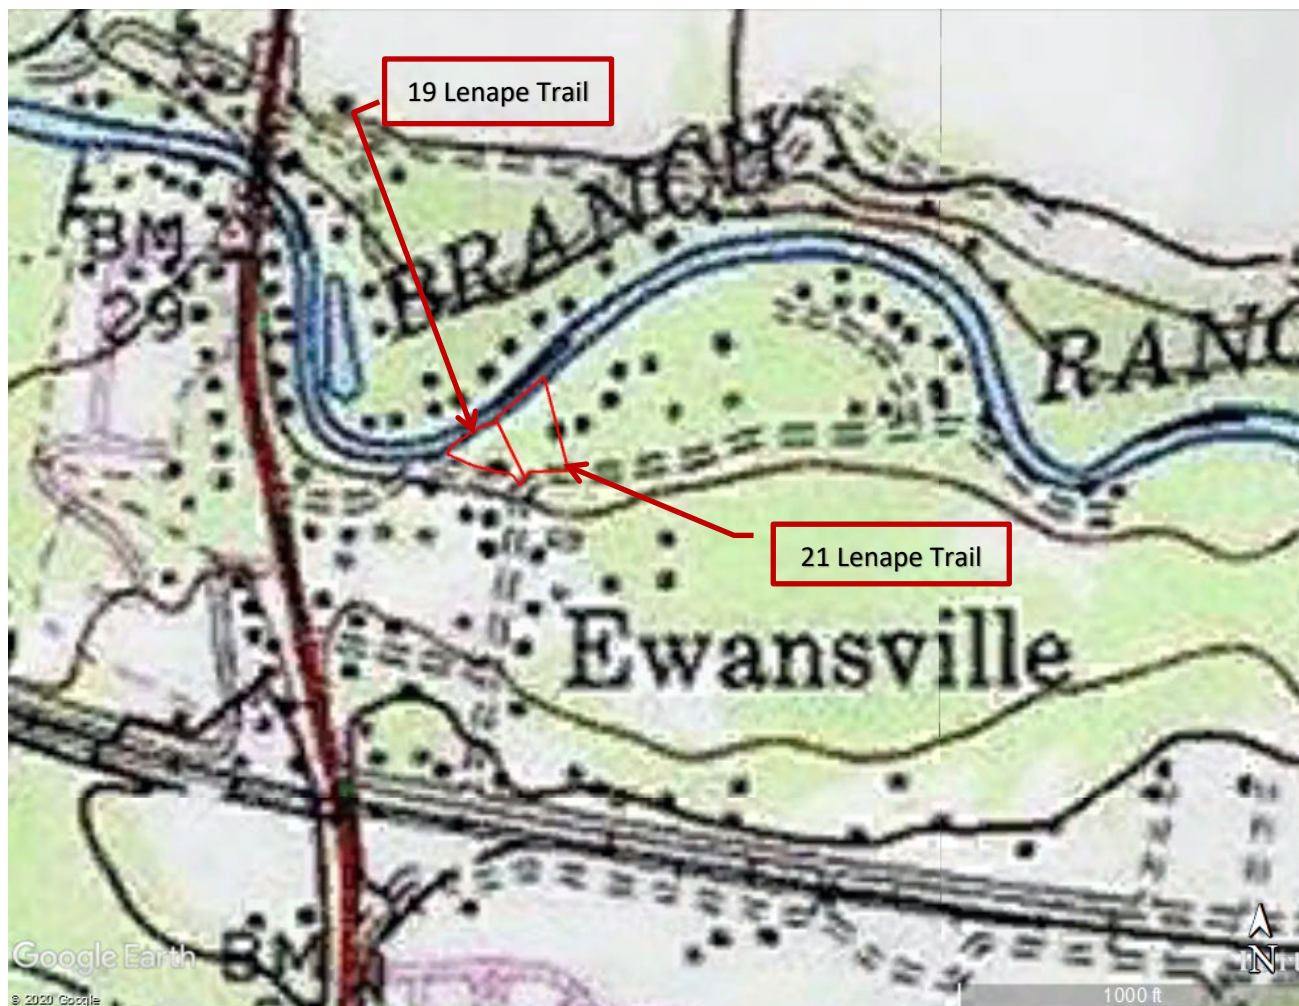 19 Lenape Trail
BRANCH
BM
29
RANC
21 Lenape Trail
Ewansville
Google Earth
BM
N
1000 ft
© 2020 Google